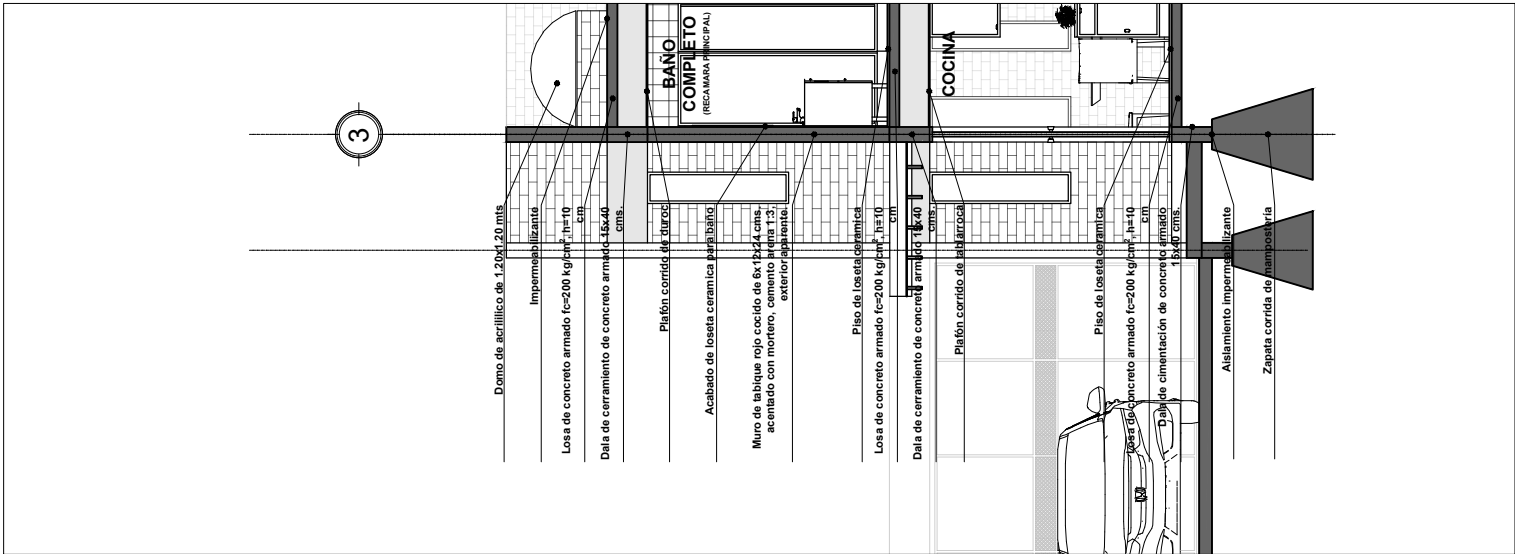 3
BAÑO
COMPLETO
(RECAMARA PRINCIPAL)
COCINA
Domo de acrillilico de 1.20x1.20 mts
Impermeabilizante
Losa de concreto armado fc=200 kg/cm², h=10
cm
Dala de cerramiento de concreto armado 15x40
cms.
Plafón corrido de duroc
Acabado de loseta ceramica para baño
Muro de tabique rojo cocido de 6x12x24 cms.
acentado con mortero, cemento arena 1:3,
exterior aparente.
Piso de loseta ceramica
Losa de concreto armado fc=200 kg/cm², h=10
cm
Dala de cerramiento de concreto armado 15x40
cms.
Plafón corrido de tablarroca
Piso de loseta ceramica
Losa de concreto armado fc=200 kg/cm², h=10
cm
Dala de cimentación de concreto armado
15x40 cms.
Aislamiento impermeabilizante
Zapata corrida de mamposteria